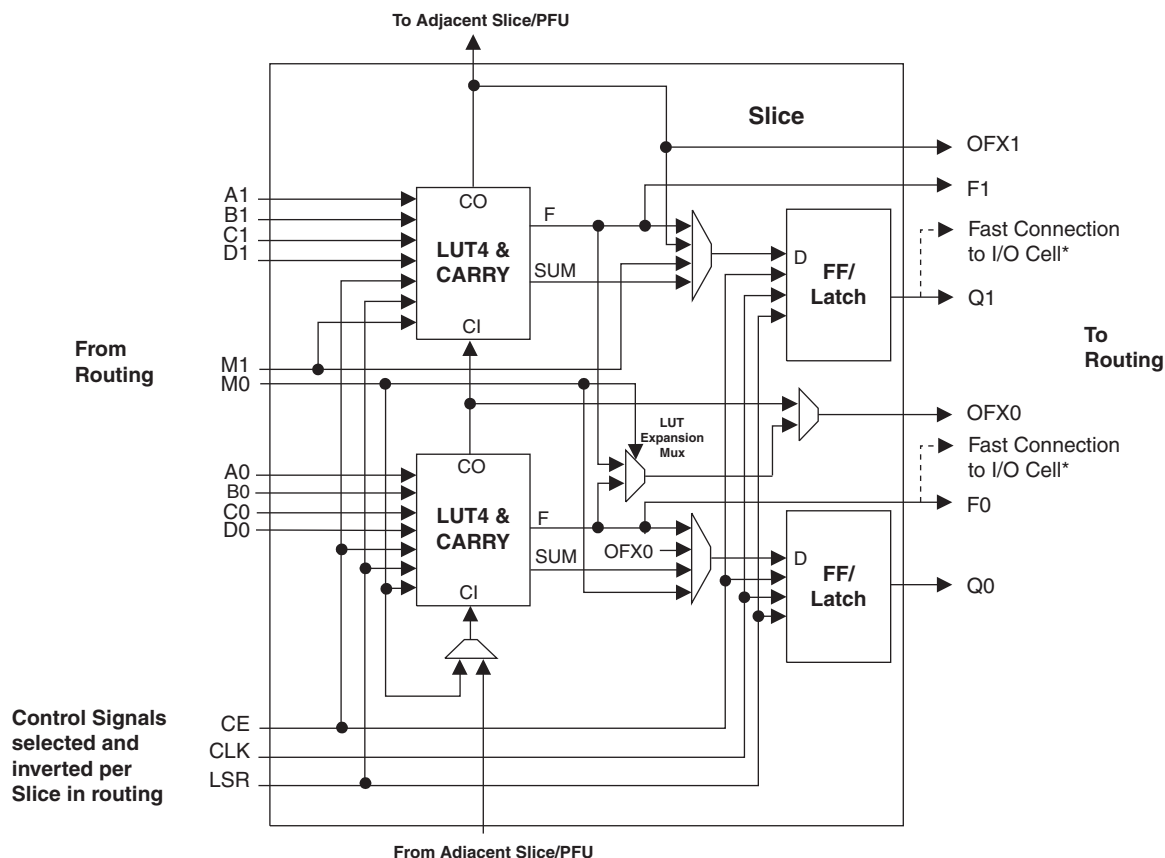 To Adjacent Slice/PFU
Slice
OFX1
F1
Fast Connection
to I/O Cell*
Q1
A1
B1
C1
D1
CO
LUT4 &
CARRY
CI
F
SUM
D
FF/
Latch
From
Routing
To
Routing
M1
M0
OFX0
LUT
Expansion
Mux
Fast Connection
to I/O Cell*
F0
A0
B0
C0
D0
CO
LUT4 &
CARRY
CI
F
SUM
OFX0
D
FF/
Latch
Q0
Control Signals
selected and
inverted per
Slice in routing
CE
CLK
LSR
From Adjacent Slice/PFU